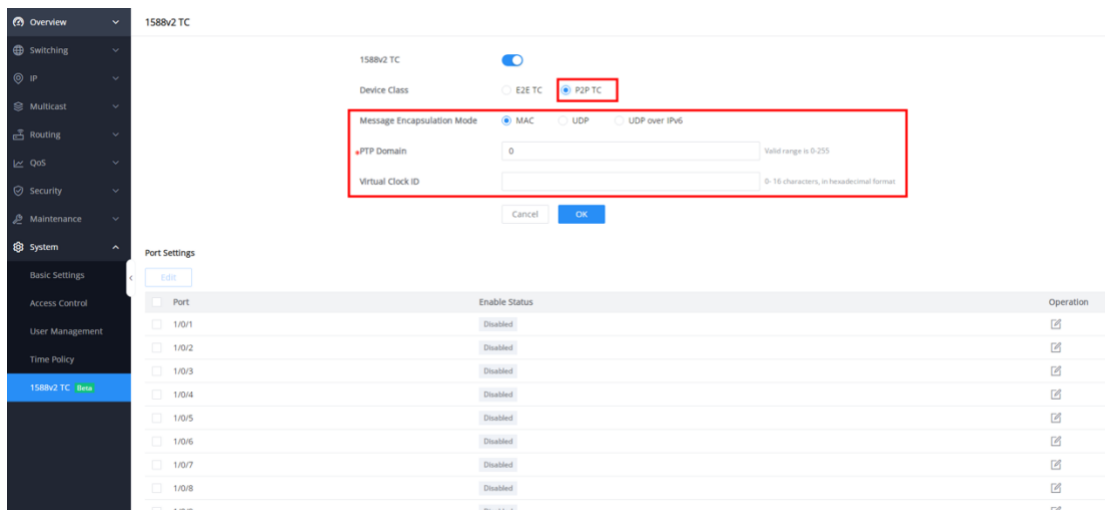 Overview
1588v2 TC
Switching
IP
Multicast
Routing
QoS
Security
Maintenance
System
Basic Settings
Access Control
User Management
Time Policy
1588v2 TC Beta
1588v2 TC
Device Class E2E TC P2P TC
Message Encapsulation Mode MAC UDP UDP over IPv6
*PTP Domain 0 Valid range is 0-255
Virtual Clock ID 0- 16 characters, in hexadecimal format
Cancel OK
Port Settings
Edit
Port Enable Status Operation
1/0/1 Disabled
1/0/2 Disabled
1/0/3 Disabled
1/0/4 Disabled
1/0/5 Disabled
1/0/6 Disabled
1/0/7 Disabled
1/0/8 Disabled